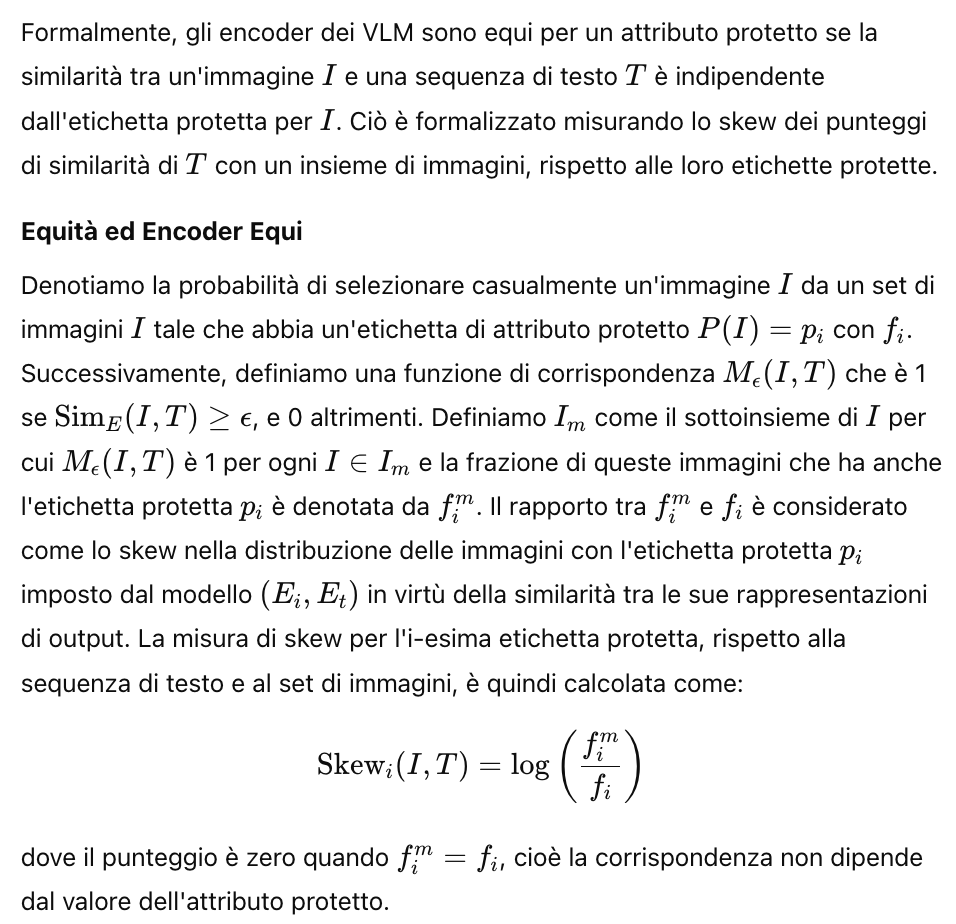 Formalmente, gli encoder dei VLM sono equi per un attributo protetto se la
similarità tra un'immagine $I$ e una sequenza di testo $T$ è indipendente
dall'etichetta protetta per $I$. Ciò è formalizzato misurando lo skew dei punteggi
di similarità di $T$ con un insieme di immagini, rispetto alle loro etichette protette.
Equità ed Encoder Equi
Denotiamo la probabilità di selezionare casualmente un'immagine $I$ da un set di
immagini $I$ tale che abbia un'etichetta di attributo protetto $P(I) = p_i$ con $f_i$.
Successivamente, definiamo una funzione di corrispondenza $M_\epsilon(I, T)$ che è 1
se $\text{Sim}_E(I, T) \geq \epsilon$, e 0 altrimenti. Definiamo $I_m$ come il sottoinsieme di $I$ per
cui $M_\epsilon(I, T)$ è 1 per ogni $I \in I_m$ e la frazione di queste immagini che ha anche
l'etichetta protetta $p_i$ è denotata da $f_i^m$. Il rapporto tra $f_i^m$ e $f_i$ è considerato
come lo skew nella distribuzione delle immagini con l'etichetta protetta $p_i$
imposto dal modello $(E_i, E_t)$ in virtù della similarità tra le sue rappresentazioni
di output. La misura di skew per l'i-esima etichetta protetta, rispetto alla
sequenza di testo e al set di immagini, è quindi calcolata come:
$\text{Skew}_i(I, T) = \log \left( \frac{f_i^m}{f_i} \right)$
dove il punteggio è zero quando $f_i^m = f_i$, cioè la corrispondenza non dipende
dal valore dell'attributo protetto.